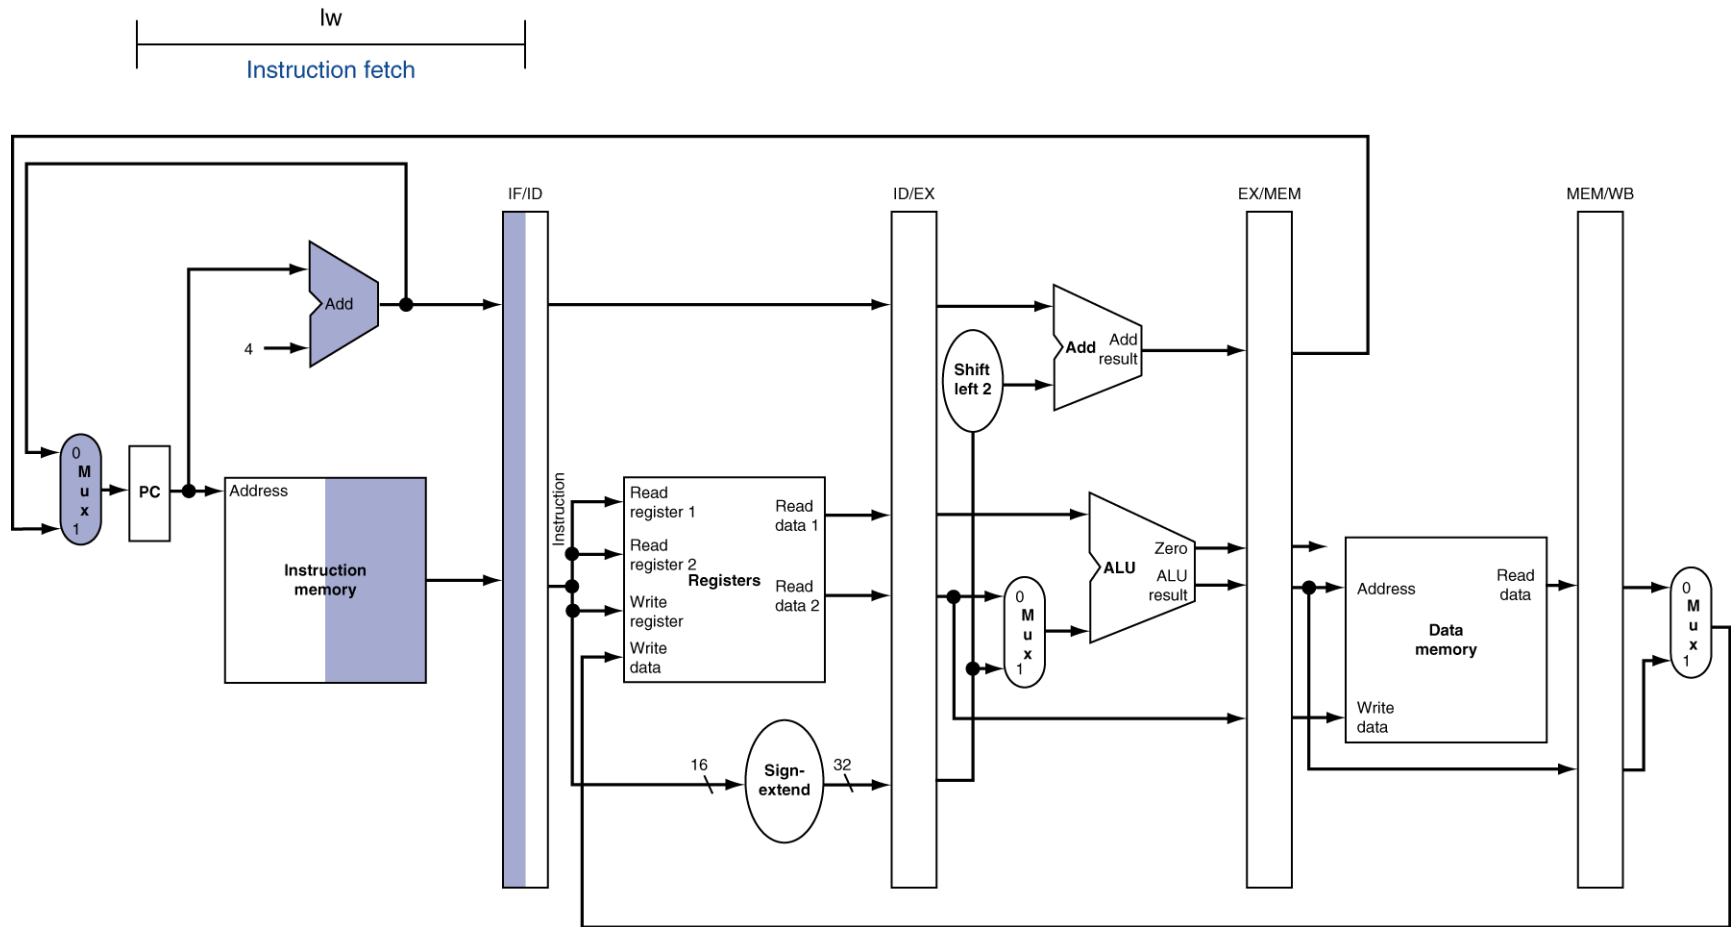 lw
Instruction fetch
IF/ID
ID/EX
EX/MEM
MEM/WB
Add
4
Add
Add
result
Shift
left 2
0
M
u
x
1
PC
Address
Instruction
memory
Instruction
Read
register 1
Read
register 2
Write
register
Write
data
Registers
Read
data 1
Read
data 2
16
Sign-
extend
32
0
M
u
x
1
ALU
Zero
ALU
result
Address
Read
data
Data
memory
Write
data
0
M
u
x
1